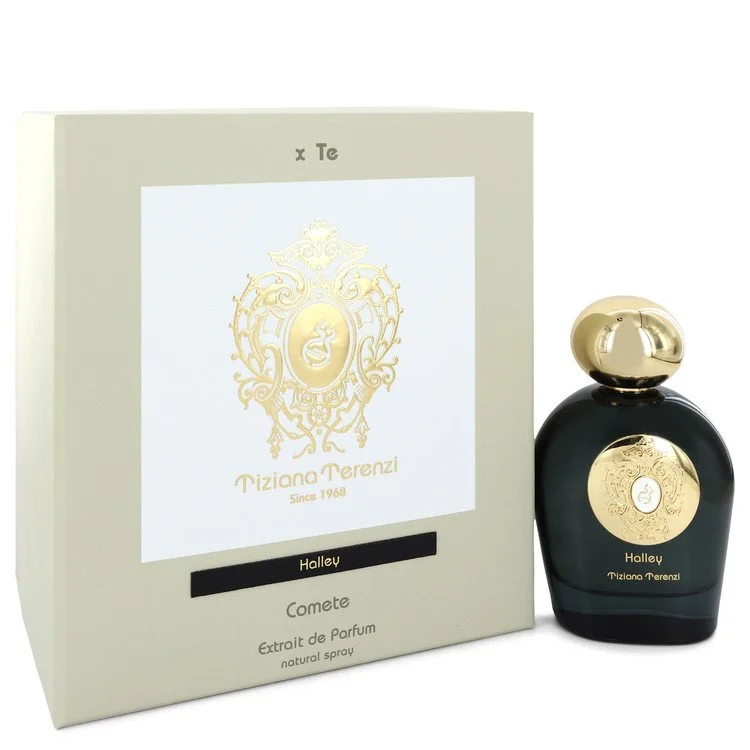 x Te
Tiziana Terenzi
Since 1968
Halley
Comete
Extrait de Parfum
natural spray
Halley
Tiziana Terenzi